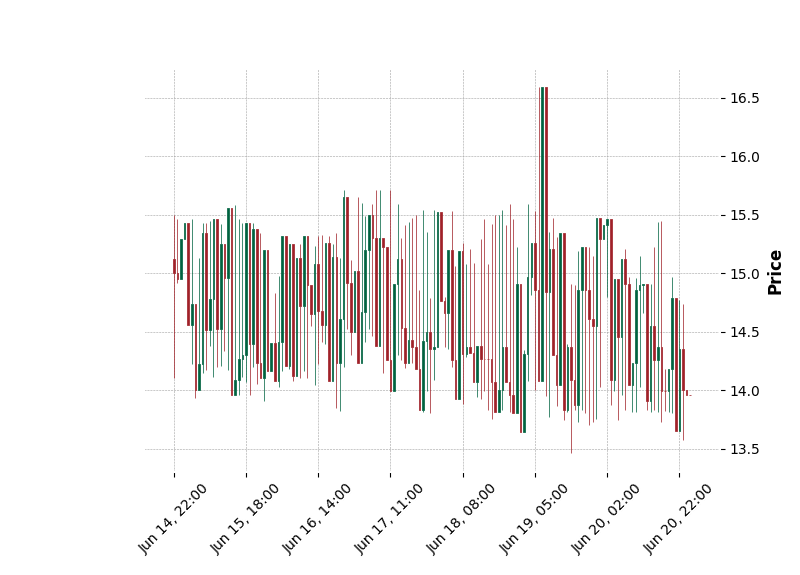 16.5
16.0
15.5
15.0
14.5
14.0
13.5
Price
Jun 14, 22:00
Jun 15, 18:00
Jun 16, 14:00
Jun 17, 11:00
Jun 18, 08:00
Jun 19, 05:00
Jun 20, 02:00
Jun 20, 22:00